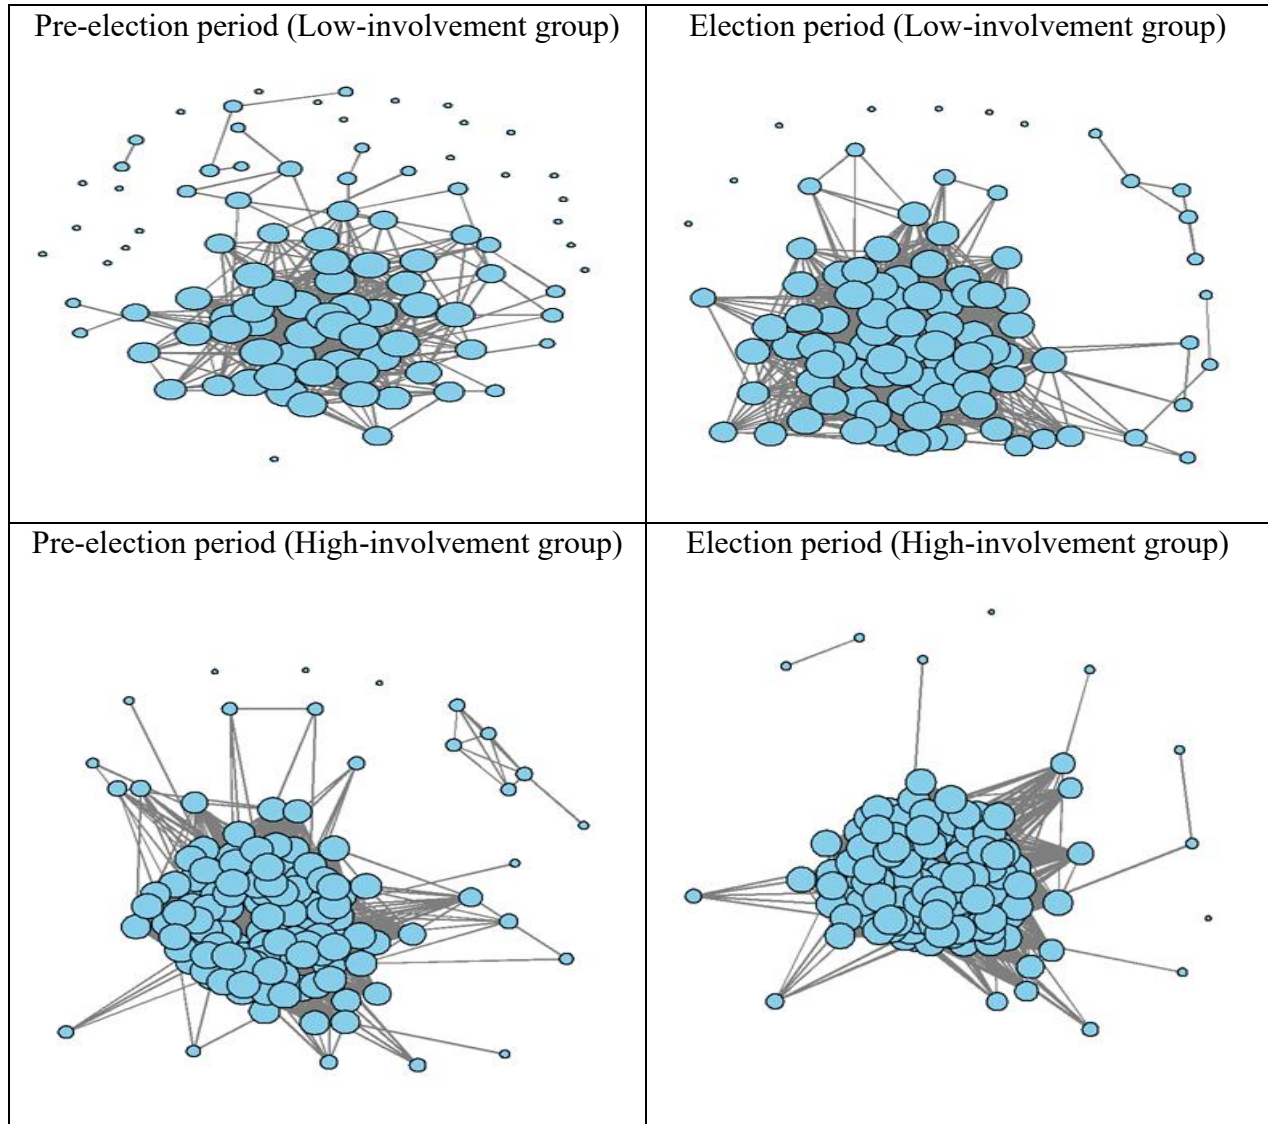 Pre-election period (Low-involvement group)
Election period (Low-involvement group)
Pre-election period (High-involvement group)
Election period (High-involvement group)